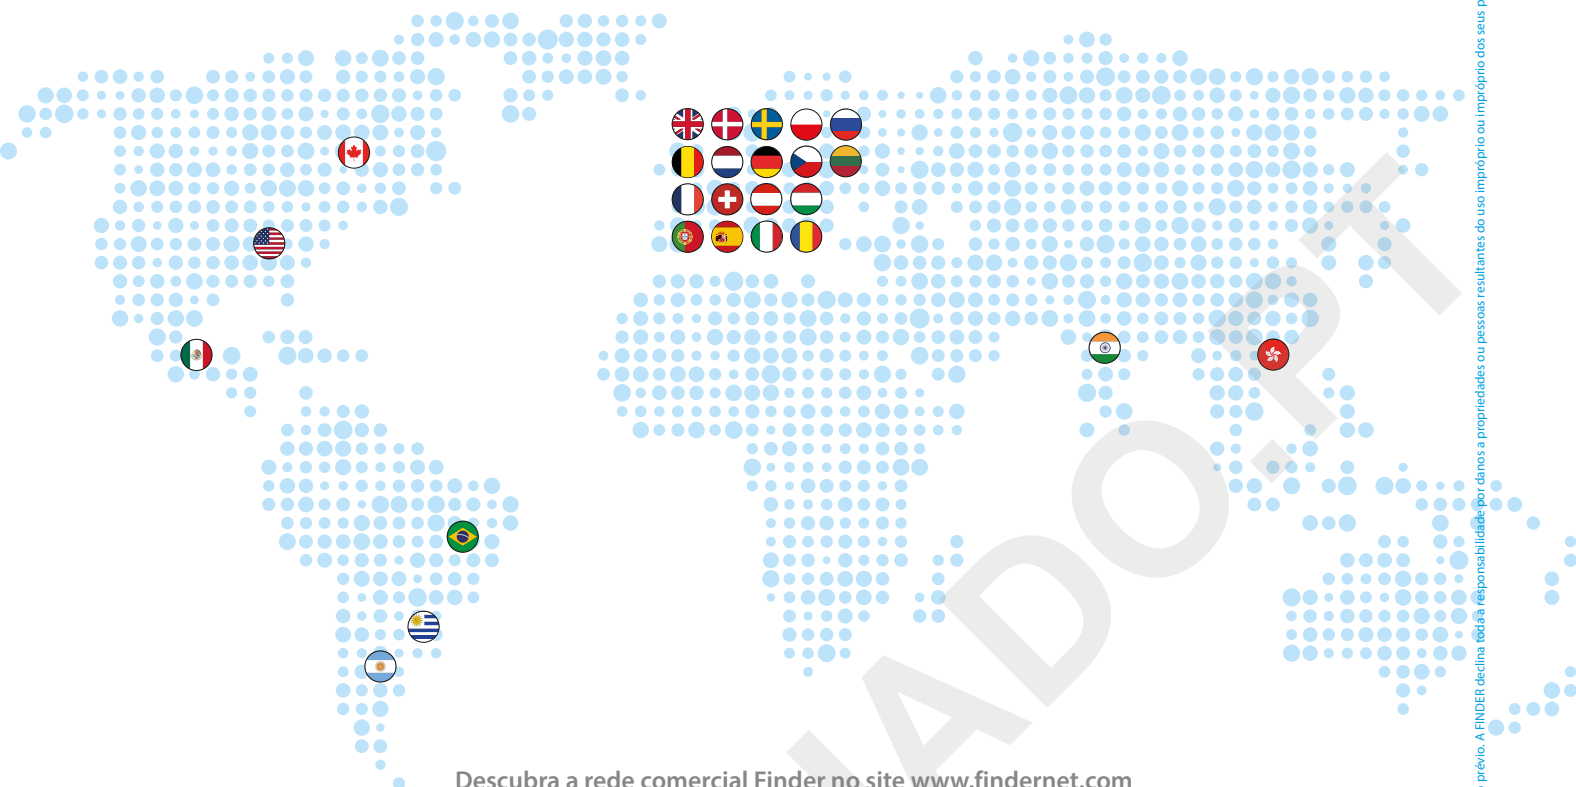 Descubra a rede comercial Finder no site www.findernet.com
prévio. A FINDER declina toda a responsabilidade por danos a propriedades ou pessoas resultantes do uso impróprio ou impróprio dos seus
ADO.PT